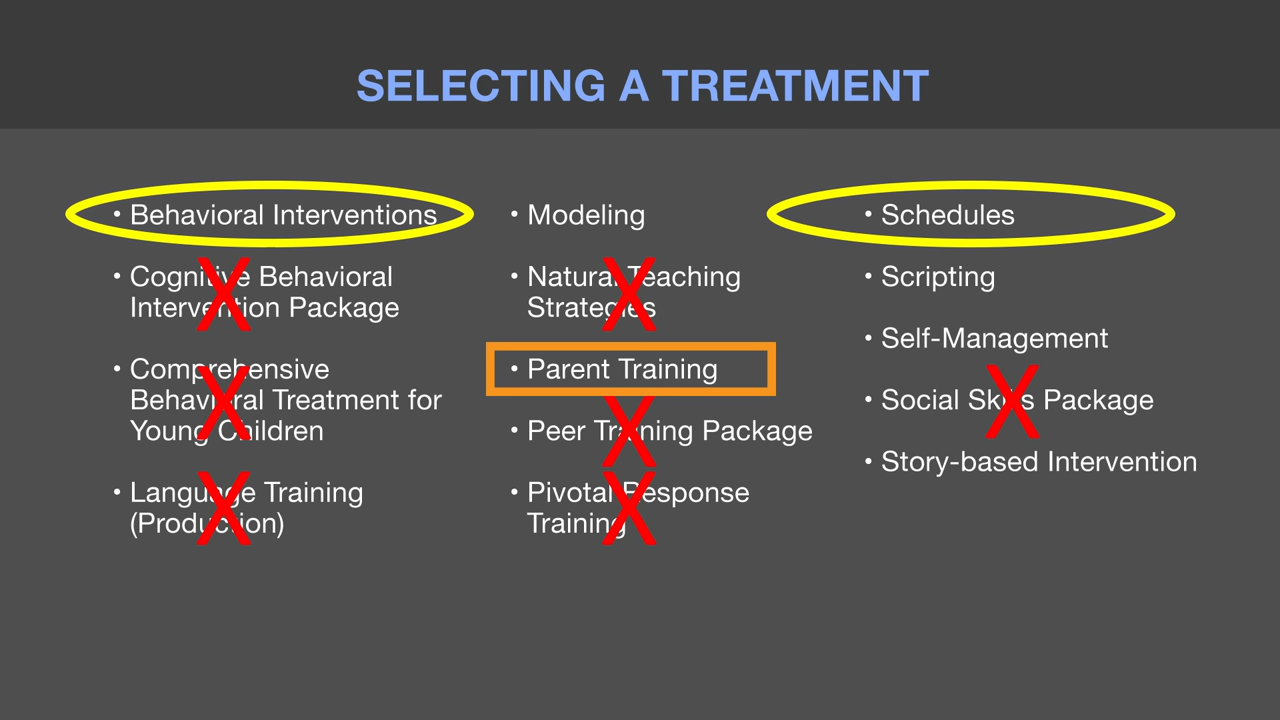 SELECTING A TREATMENT
• Behavioral Interventions
• Cognitive Behavioral
Intervention Package
• Comprehensive
Behavioral Treatment for
Young Children
• Language Training
(Production)
• Modeling
• Natural Teaching
Strategies
• Parent Training
• Peer Training Package
• Pivotal Response
Training
• Schedules
• Scripting
• Self-Management
• Social Skills Package
• Story-based Intervention